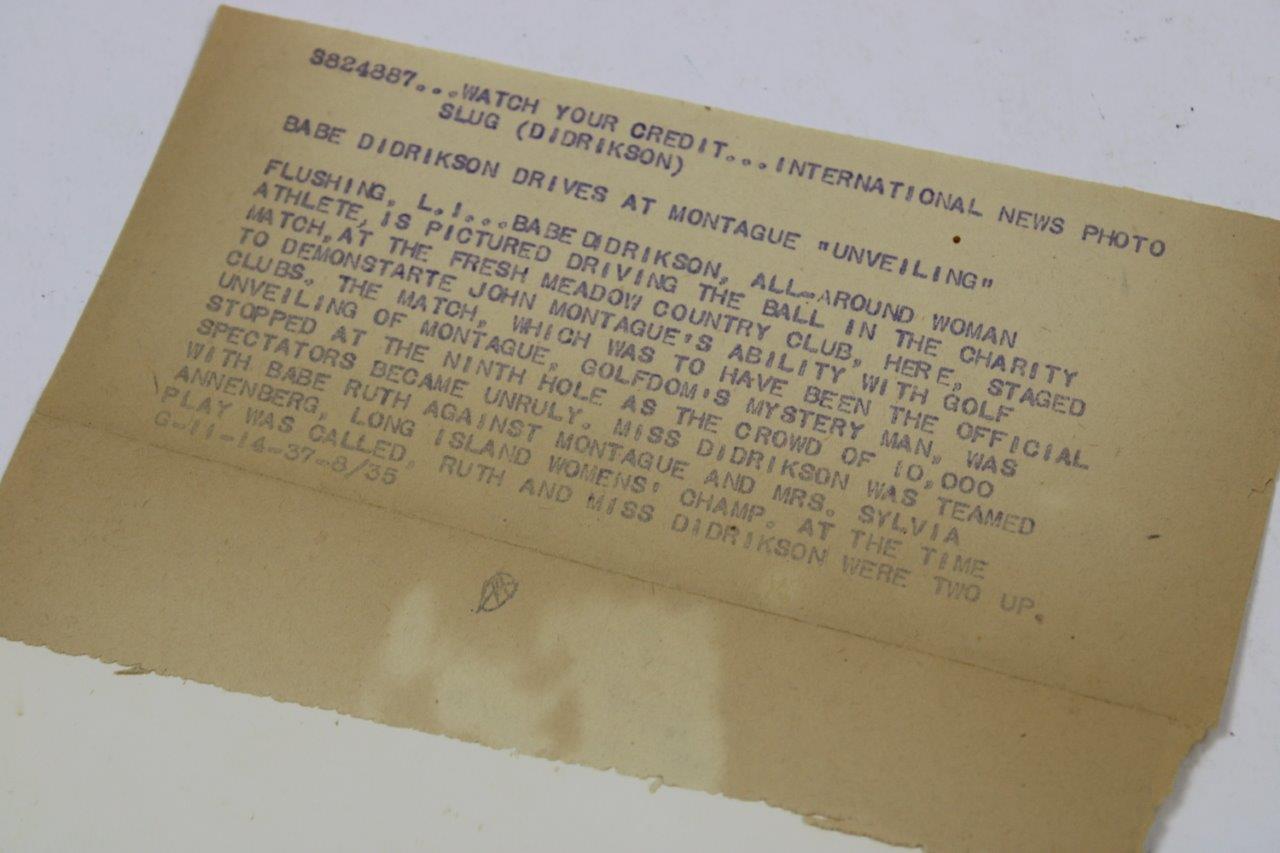 S824887...WATCH YOUR CREDIT...INTERNATIONAL NEWS PHOTO
SLUG (DIDRIKSON)
BABE DIDRIKSON DRIVES AT MONTAGUE "UNVEILING"
FLUSHING, L.I...BABE DIDRIKSON, ALL-AROUND WOMAN
ATHLETE, IS PICTURED DRIVING THE BALL IN THE CHARITY
MATCH, AT THE FRESH MEADOW COUNTRY CLUB, HERE, STAGED
TO DEMONSTARTE JOHN MONTAGUE'S ABILITY WITH GOLF
CLUBS. THE MATCH, WHICH WAS TO HAVE BEEN THE OFFICIAL
UNVEILING OF MONTAGUE, GOLFDOM'S MYSTERY MAN, WAS
STOPPED AT THE NINTH HOLE AS THE CROWD OF 10,000
SPECTATORS BECAME UNRULY. MISS DIDRIKSON WAS TEAMED
WITH BABE RUTH AGAINST MONTAGUE AND MRS. SYLVIA
ANNENBERG, LONG ISLAND WOMENS' CHAMP. AT THE TIME
PLAY WAS CALLED, RUTH AND MISS DIDRIKSON WERE TWO UP.
G-11-14-37-8/35